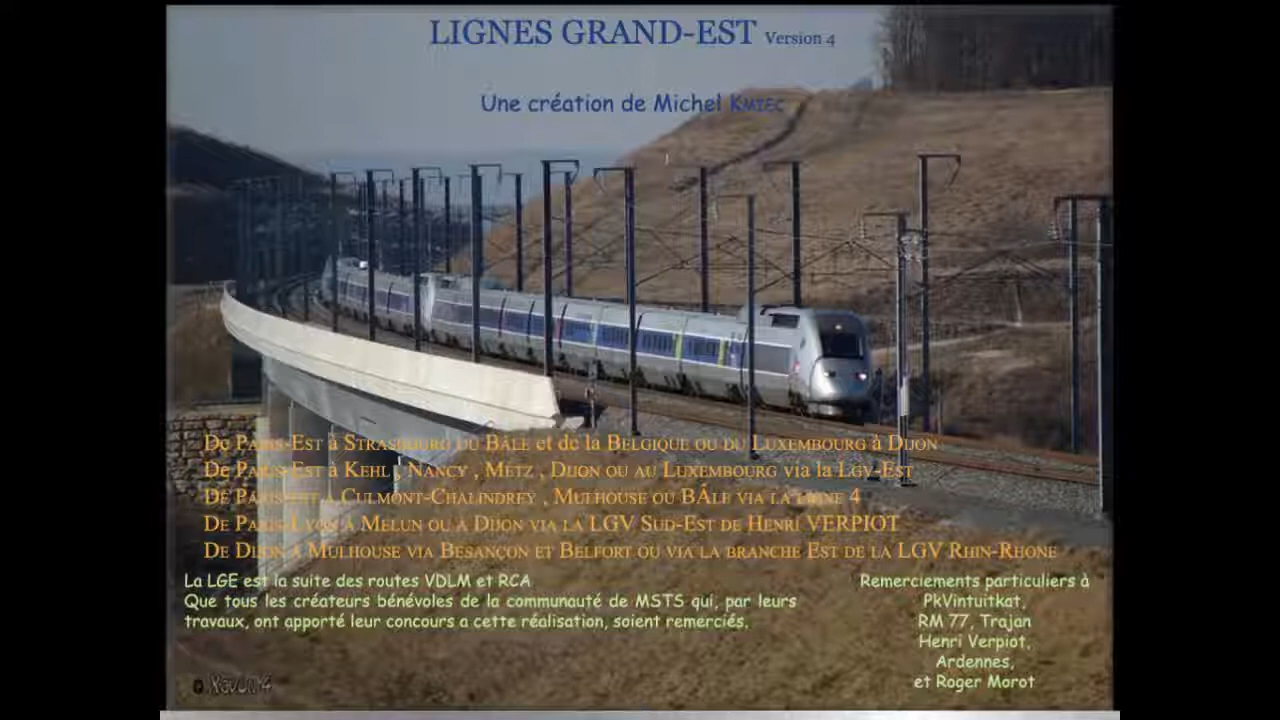 LIGNES GRAND-EST Version 4
Une création de Michel KMIEC
De PARIS-EST à STRASBOURG OU BÂLE et de la BELGIQUE OU DU LUXEMBOURG à DIJON
De PARIS-EST à KEHL , NANCY , METZ , DIJON OU AU LUXEMBOURG via la LGV-EST
DE PARIS-EST À CULMONT-CHALINDREY , MULHOUSE OU BÂLE VIA LA LIGNE 4
DE PARIS-LYON À MELUN OU À DIJON VIA LA LGV SUD-EST DE HENRI VERPIOT
DE DIJON À MULHOUSE VIA BESANÇON ET BELFORT OU VIA LA BRANCHE EST DE LA LGV RHIN-RHONE
La LGE est la suite des routes VDLM et RCA
Que tous les créateurs bénévoles de la communauté de MSTS qui, par leurs
travaux, ont apporté leur concours a cette réalisation, soient remerciés.
Remerciements particuliers à
PkVintuitkat,
RM 77, Trajan
Henri Verpiot,
Ardennes,
et Roger Morot